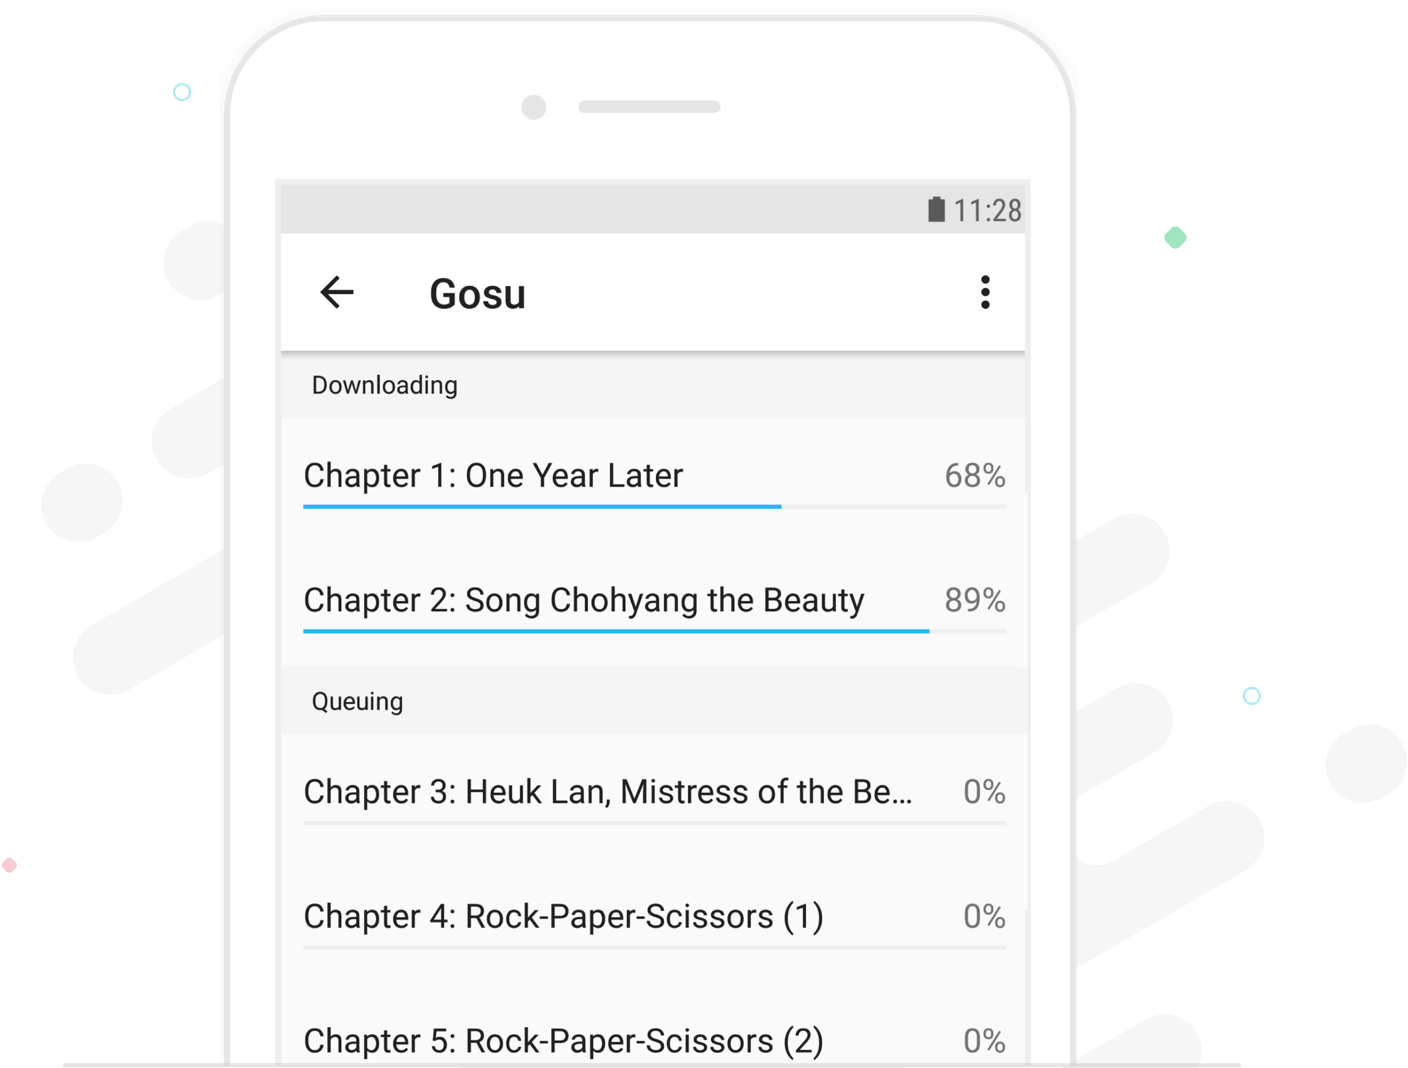 11:28
Gosu
Downloading
Chapter 1: One Year Later 68%
Chapter 2: Song Chohyang the Beauty 89%
Queuing
Chapter 3: Heuk Lan, Mistress of the Be... 0%
Chapter 4: Rock-Paper-Scissors (1) 0%
Chapter 5: Rock-Paper-Scissors (2) 0%